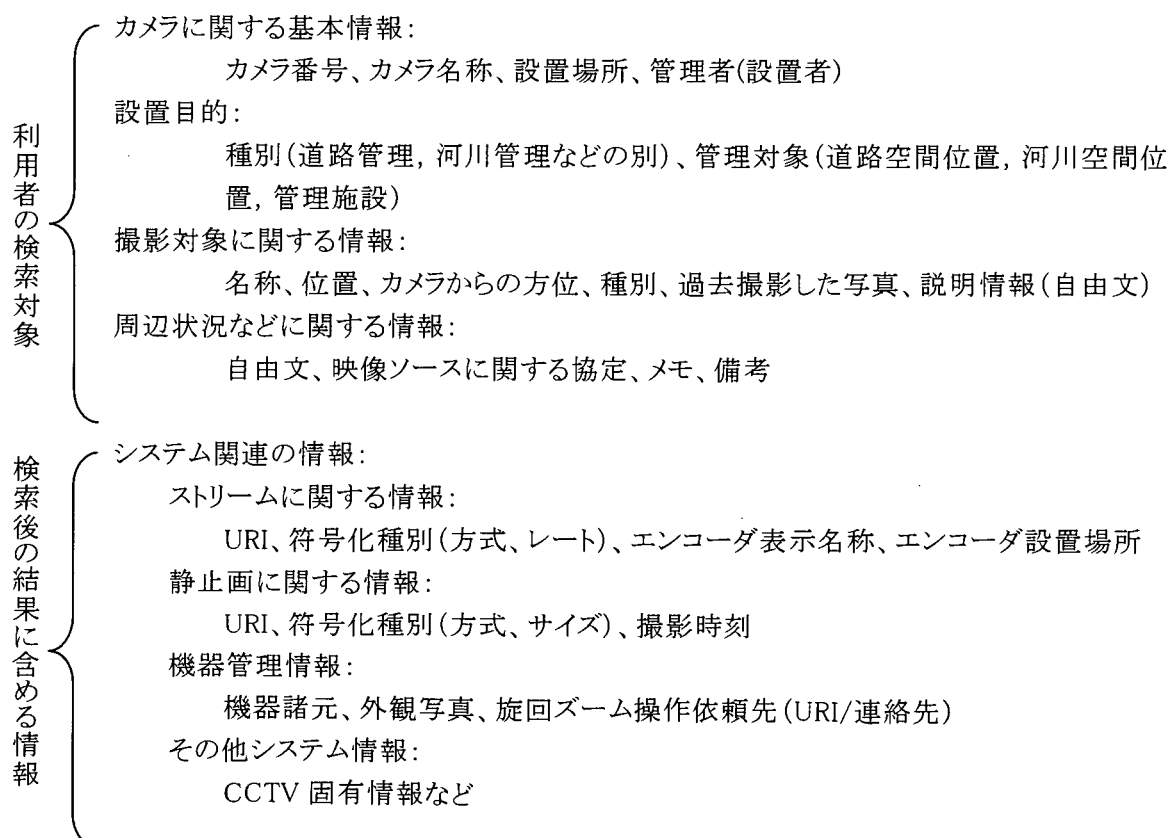 利用者の検索対象
カメラに関する基本情報:
カメラ番号、カメラ名称、設置場所、管理者(設置者)
設置目的:
種別(道路管理, 河川管理などの別)、管理対象(道路空間位置, 河川空間位
置, 管理施設)
撮影対象に関する情報:
名称、位置、カメラからの方位、種別、過去撮影した写真、説明情報(自由文)
周辺状況などに関する情報:
自由文、映像ソースに関する協定、メモ、備考
検索後の結果に含める情報
システム関連の情報:
ストリームに関する情報:
URI、符号化種別(方式、レート)、エンコーダ表示名称、エンコーダ設置場所
静止画に関する情報:
URI、符号化種別(方式、サイズ)、撮影時刻
機器管理情報:
機器諸元、外観写真、旋回ズーム操作依頼先(URI/連絡先)
その他システム情報:
CCTV 固有情報など